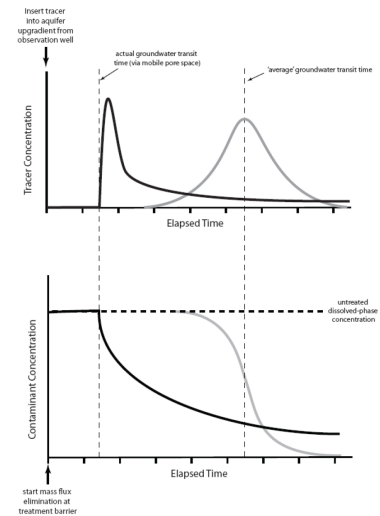 Insert tracer
into aquifer
upgradient from
observation well
actual groundwater transit
time (via mobile pore space)
'average' groundwater transit time
Tracer Concentration
Elapsed Time
untreated
dissolved-phase
concentration
Contaminant Concentration
Elapsed Time
start mass flux
elimination at
treatment barrier